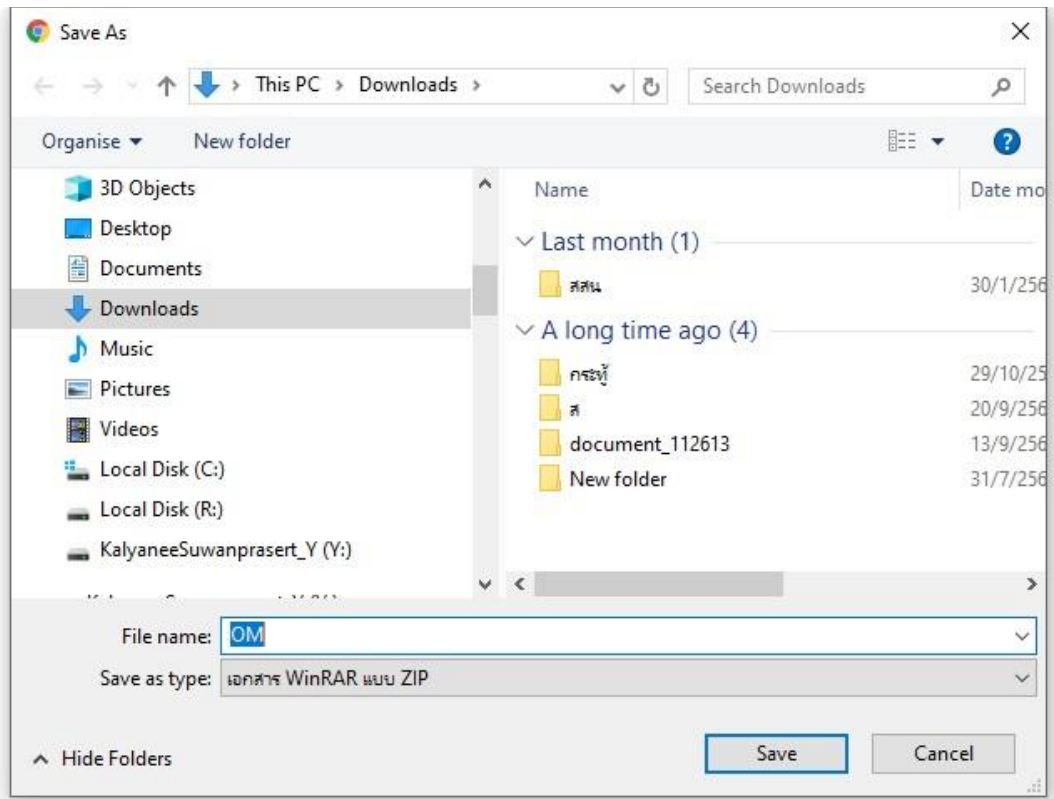 Save As
This PC > Downloads >
Search Downloads
Organise
New folder
3D Objects
Desktop
Documents
Downloads
Music
Pictures
Videos
Local Disk (C:)
Local Disk (R:)
KalyaneeSuwanprasert_Y (Y:)
Name Date mo
Last month (1)
สสน 30/1/256
A long time ago (4)
กระทู้ 29/10/25
ส 20/9/256
document_112613 13/9/256
New folder 31/7/256
File name: OM
Save as type: เอกสาร WinRAR แบบ ZIP
Hide Folders
Save
Cancel